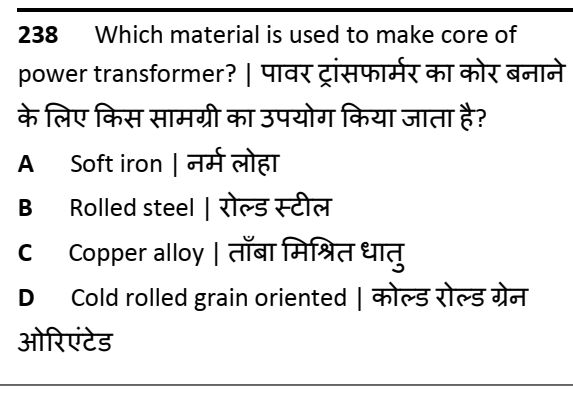 238 Which material is used to make core of
power transformer? | पावर ट्रांसफार्मर का कोर बनाने
के लिए किस सामग्री का उपयोग किया जाता है?
A Soft iron | नर्म लोहा
B Rolled steel | रोल्ड स्टील
C Copper alloy | ताँबा मिश्रित धातु
D Cold rolled grain oriented | कोल्ड रोल्ड ग्रेन
ओरिएंटेड